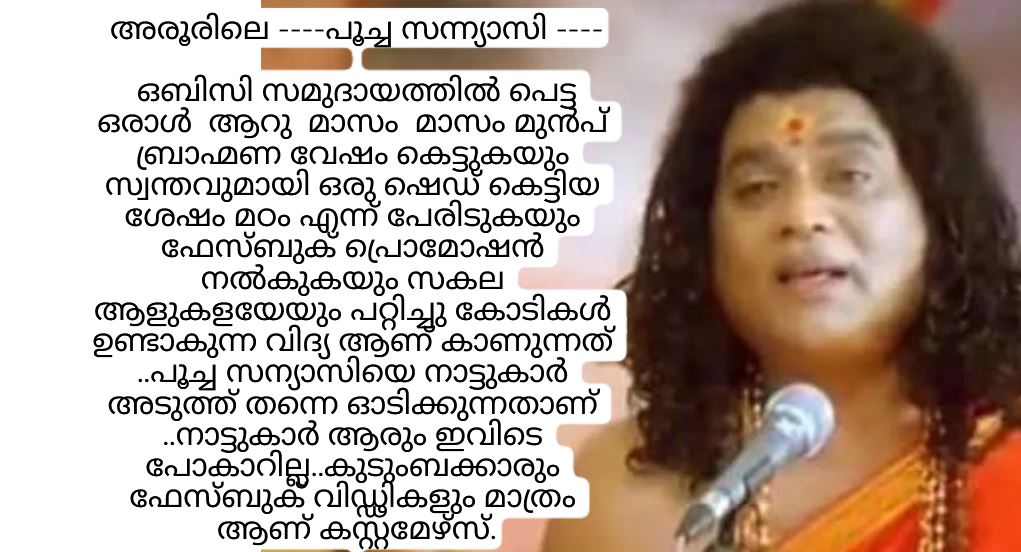 അരൂരിലെ ----പൂച്ച സന്ന്യാസി ----
ഒബിസി സമുദായത്തിൽ പെട്ട
ഒരാൾ ആറു മാസം മാസം മുൻപ്
ബ്രാഹ്മണ വേഷം കെട്ടുകയും
സ്വന്തവുമായി ഒരു ഷെഡ് കെട്ടിയ
ശേഷം മഠം എന്ന് പേരിടുകയും
ഫേസ്ബുക് പ്രൊമോഷൻ
നൽകുകയും സകല
ആളുകളയേയും പറ്റിച്ചു കോടികൾ
ഉണ്ടാകുന്ന വിദ്യ ആണ് കാണുന്നത്
..പൂച്ച സന്യാസിയെ നാട്ടുകാർ
അടുത്ത് തന്നെ ഓടിക്കുന്നതാണ്
..നാട്ടുകാർ ആരും ഇവിടെ
പോകാറില്ല..കുടുംബക്കാരും
ഫേസ്ബുക് വിഡ്ഢികളും മാത്രം
ആണ് കസ്റ്റമേഴ്‌സ്.